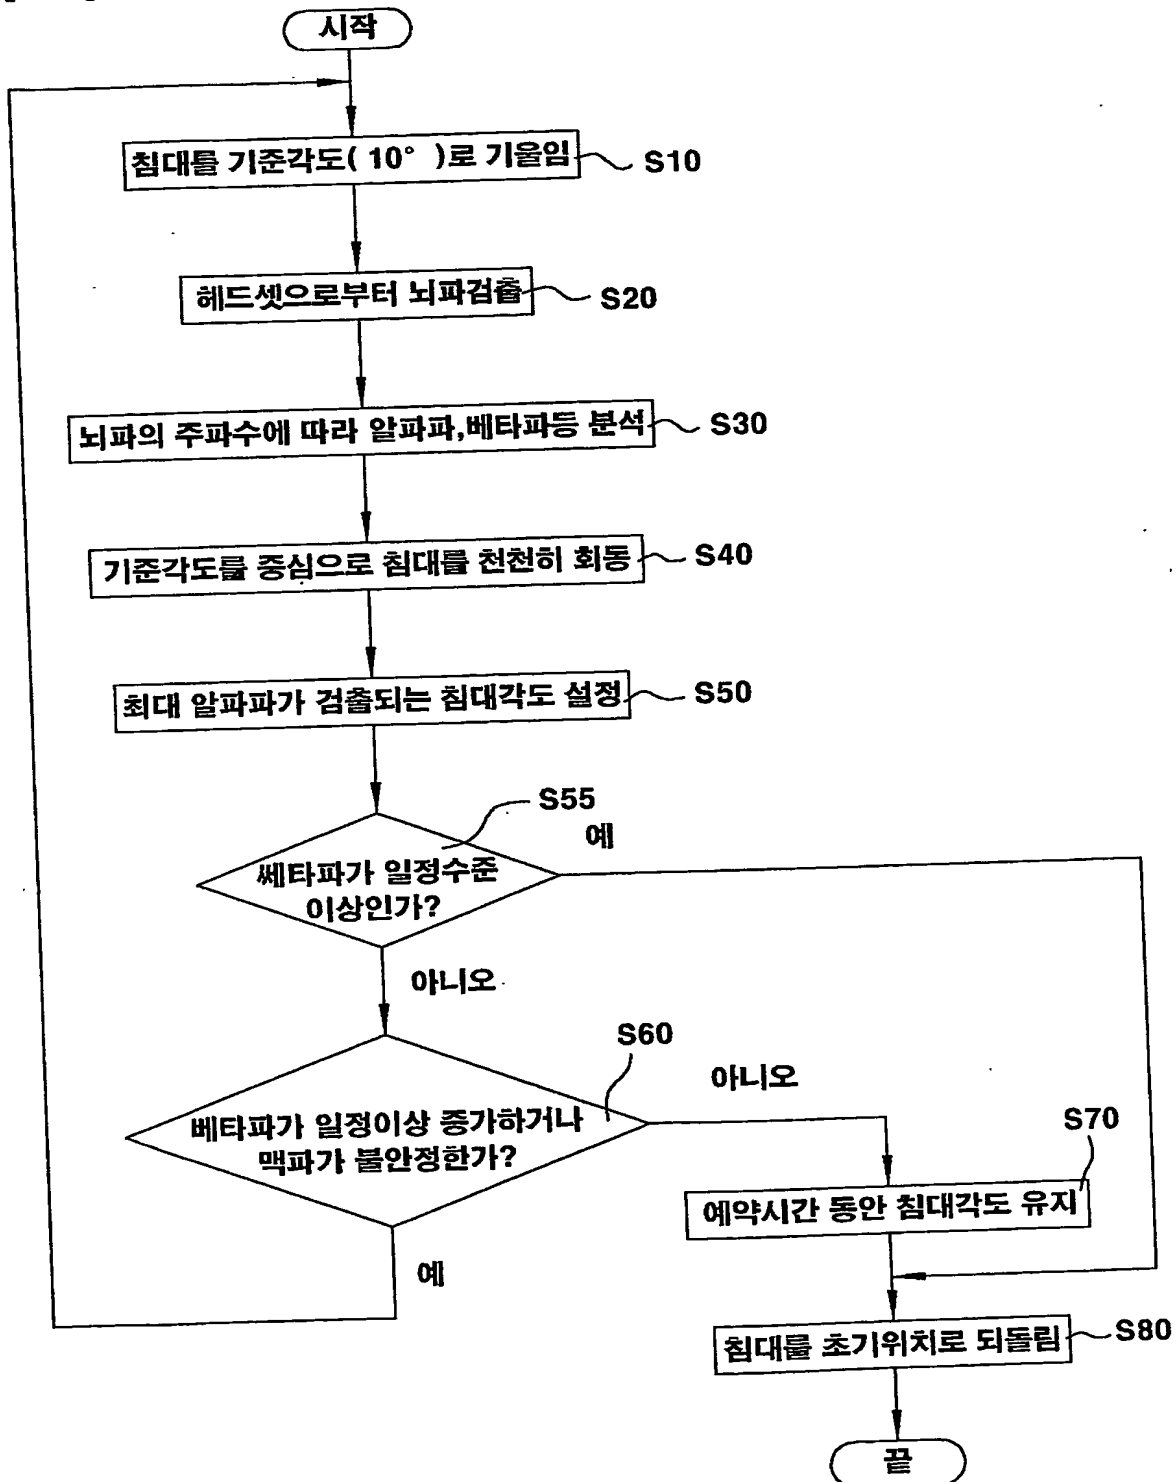 시작
침대를 기준각도( 10° )로 기울임
S10
헤드셋으로부터 뇌파검출
S20
뇌파의 주파수에 따라 알파파,베타파등 분석
S30
기준각도를 중심으로 침대를 천천히 회동
S40
최대 알파파가 검출되는 침대각도 설정
S50
S55
예
쎄타파가 일정수준
이상인가?
아니오
S60
아니오
베타파가 일정이상 증가하거나
맥파가 불안정한가?
S70
예약시간 동안 침대각도 유지
예
침대를 초기위치로 되돌림
S80
끝